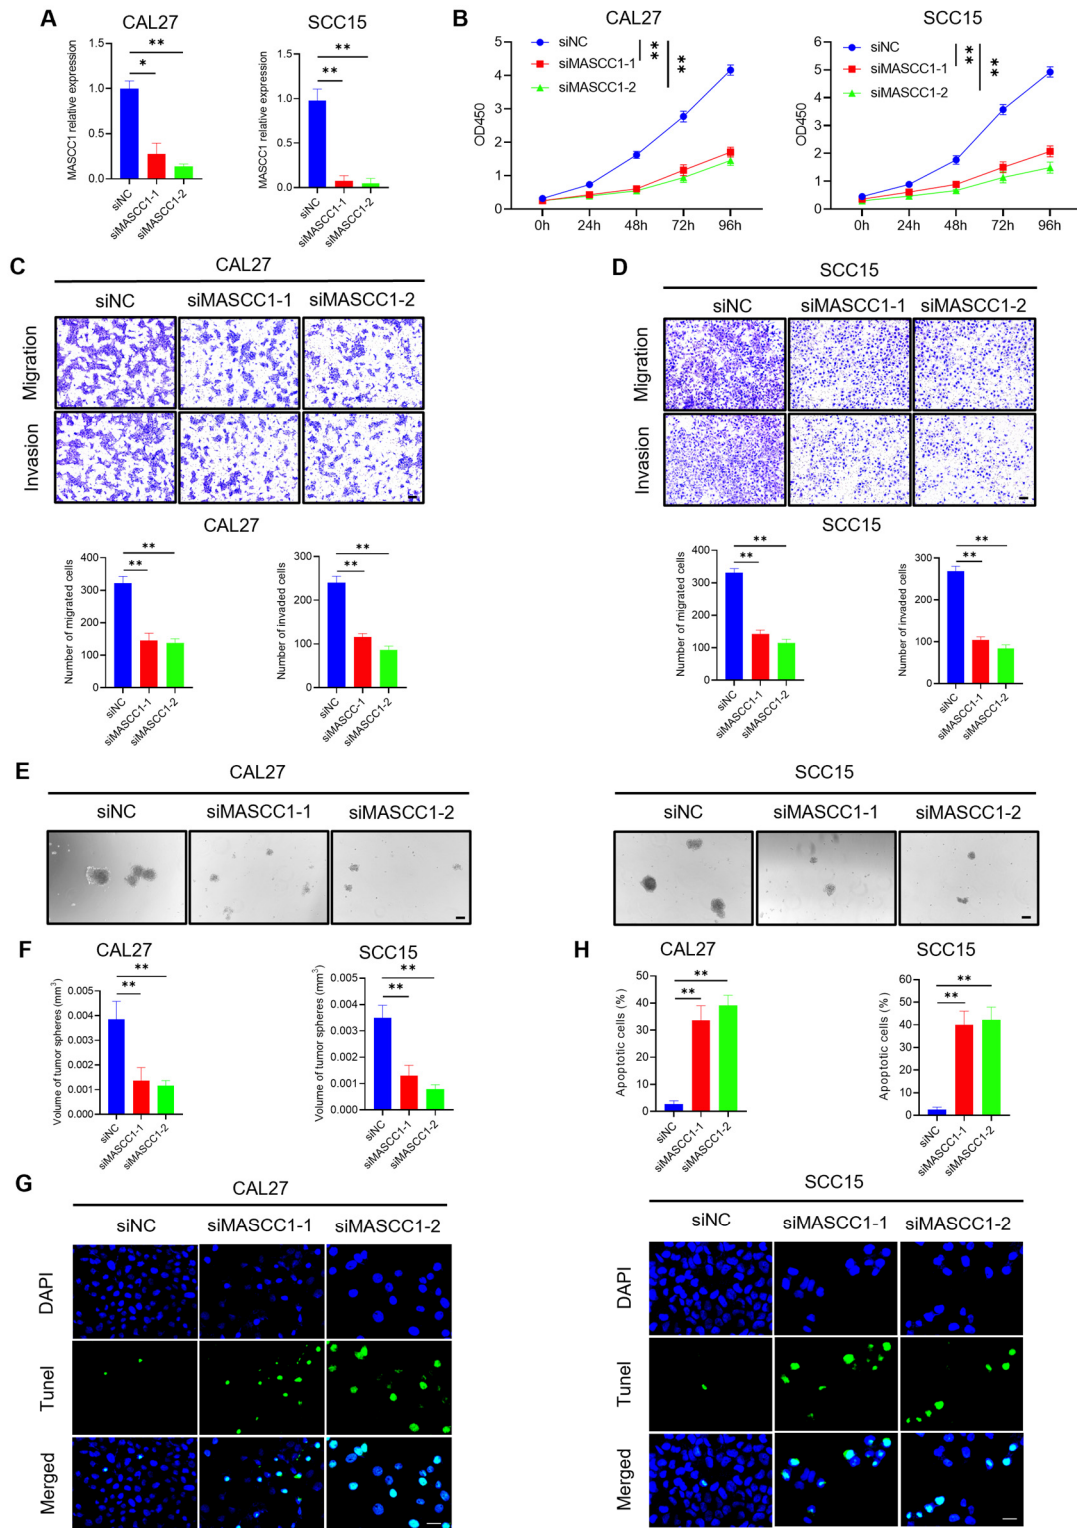 A
CAL27
SCC15
MASCC1 relative expression
1.5
1.0
0.5
0.0
*
**
siNC
siMASCC1-1
siMASCC1-2
MASCC1 relative expression
1.5
1.0
0.5
0.0
**
**
siNC
siMASCC1-1
siMASCC1-2
B
CAL27
SCC15
OD450
5
4
3
2
1
0
siNC
siMASCC1-1
siMASCC1-2
**
**
0h
24h
48h
72h
96h
OD450
6
5
4
3
2
1
0
siNC
siMASCC1-1
siMASCC1-2
**
**
0h
24h
48h
72h
96h
C
CAL27
siNC
siMASCC1-1
siMASCC1-2
Migration
Invasion
CAL27
Number of migrated cells
400
300
200
100
0
**
**
siNC
siMASCC1-1
siMASCC1-2
Number of invaded cells
300
200
100
0
**
**
siNC
siMASCC-1
siMASCC1-2
D
SCC15
siNC
siMASCC1-1
siMASCC1-2
Migration
Invasion
SCC15
Number of migrated cells
400
300
200
100
0
**
**
siNC
siMASCC1-1
siMASCC1-2
Number of invaded cells
300
200
100
0
**
**
siNC
siMASCC1-1
siMASCC1-2
E
CAL27
siNC
siMASCC1-1
siMASCC1-2
SCC15
siNC
siMASCC1-1
siMASCC1-2
F
CAL27
SCC15
Volume of tumor spheres (mm³)
0.005
0.004
0.003
0.002
0.001
0.000
**
**
siNC
siMASCC1-1
siMASCC1-2
Volume of tumor spheres (mm³)
0.005
0.004
0.003
0.002
0.001
0.000
**
**
siNC
siMASCC1-1
siMASCC1-2
H
CAL27
SCC15
Apoptotic cells (%)
50
40
30
20
10
0
**
**
siNC
siMASCC1-1
siMASCC1-2
Apoptotic cells (%)
60
50
40
30
20
10
0
**
**
siNC
siMASCC1-1
siMASCC1-2
G
CAL27
siNC
siMASCC1-1
siMASCC1-2
DAPI
Tunel
Merged
SCC15
siNC
siMASCC1-1
siMASCC1-2
DAPI
Tunel
Merged